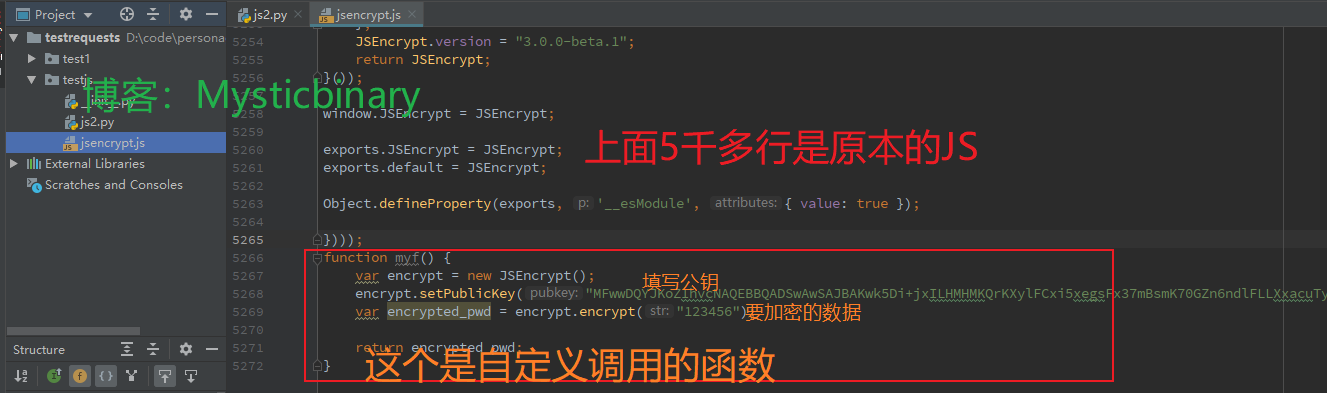 Project
js2.py
jsencrypt.js
testrequests D:\code\persona
test1
testjs
js2.py
jsencrypt.js
External Libraries
Scratches and Consoles
博客：Mysticbinary
5254 JSEncrypt.version = "3.0.0-beta.1";
5255 return JSEncrypt;
5256 }());
5258 window.JSEncrypt = JSEncrypt;
5259
5260 exports.JSEncrypt = JSEncrypt;
上面5千多行是原本的JS
5261 exports.default = JSEncrypt;
5262
5263 Object.defineProperty(exports, p: '__esModule', attributes: { value: true });
5264
5265 })));
5266 function myf() {
5267 var encrypt = new JSEncrypt();
填写公钥
5268 encrypt.setPublicKey( pubkey:
5269 var encrypted_pwd = encrypt.encrypt( str: "123456")
要加密的数据
5270
5271 return encrypted_pwd;
5272 }
这个是自定义调用的函数
Structure